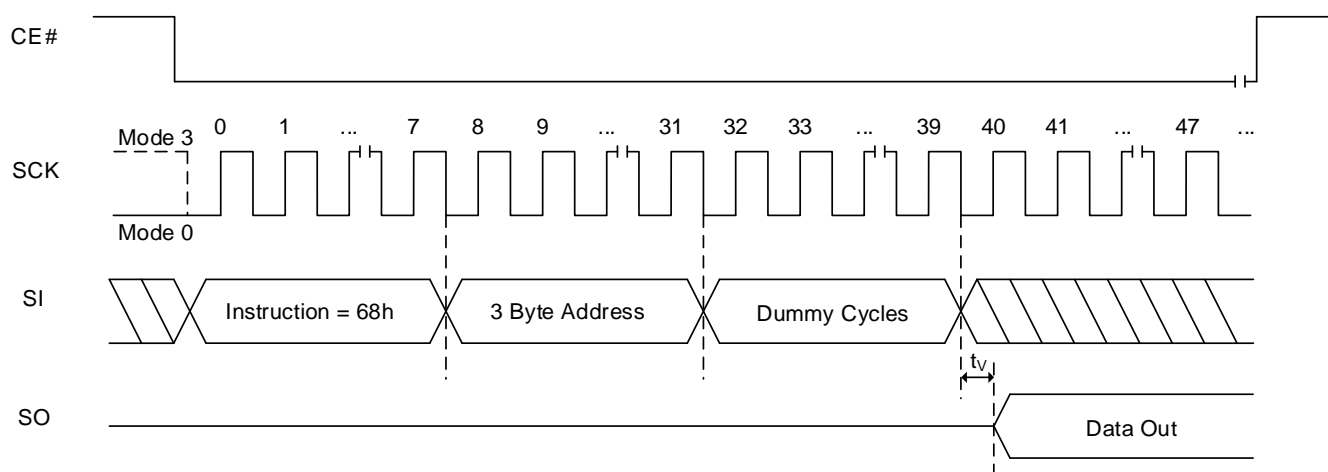 CE#
Mode 3 0 1 ... 7 8 9 ... 31 32 33 ... 39 40 41 ... 47 ...
SCK
Mode 0
SI Instruction = 68h 3 Byte Address Dummy Cycles
tV
SO Data Out